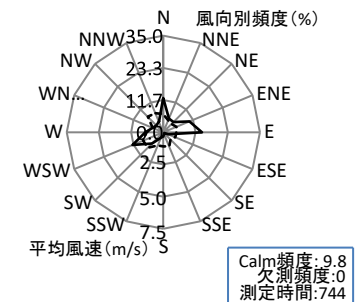 N 風向別頻度(%)
35.0
NNW NNE
23.3
NW NE
WN... 11.7 ENE
W 0.0 E
WSW 2.5 ESE
SW 5.0 SE
SSW SSE
7.5
平均風速(m/s) S
Calm頻度: 9.8
欠測頻度:0
測定時間:744